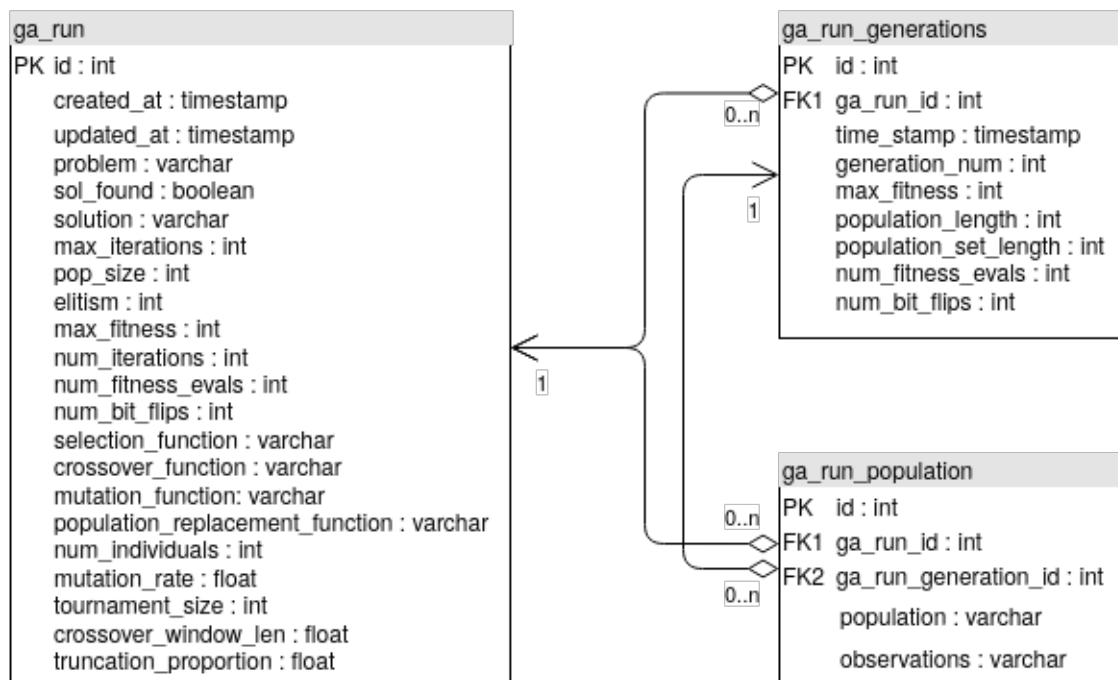 ga_run
PK id : int
created_at : timestamp
updated_at : timestamp
problem : varchar
sol_found : boolean
solution : varchar
max_iterations : int
pop_size : int
elitism : int
max_fitness : int
num_iterations : int
num_fitness_evals : int
num_bit_flips : int
selection_function : varchar
crossover_function : varchar
mutation_function: varchar
population_replacement_function : varchar
num_individuals : int
mutation_rate : float
tournament_size : int
crossover_window_len : float
truncation_proportion : float
1
0..n
1
0..n
0..n
ga_run_generations
PK id : int
FK1 ga_run_id : int
time_stamp : timestamp
generation_num : int
max_fitness : int
population_length : int
population_set_length : int
num_fitness_evals : int
num_bit_flips : int
ga_run_population
PK id : int
FK1 ga_run_id : int
FK2 ga_run_generation_id : int
population : varchar
observations : varchar